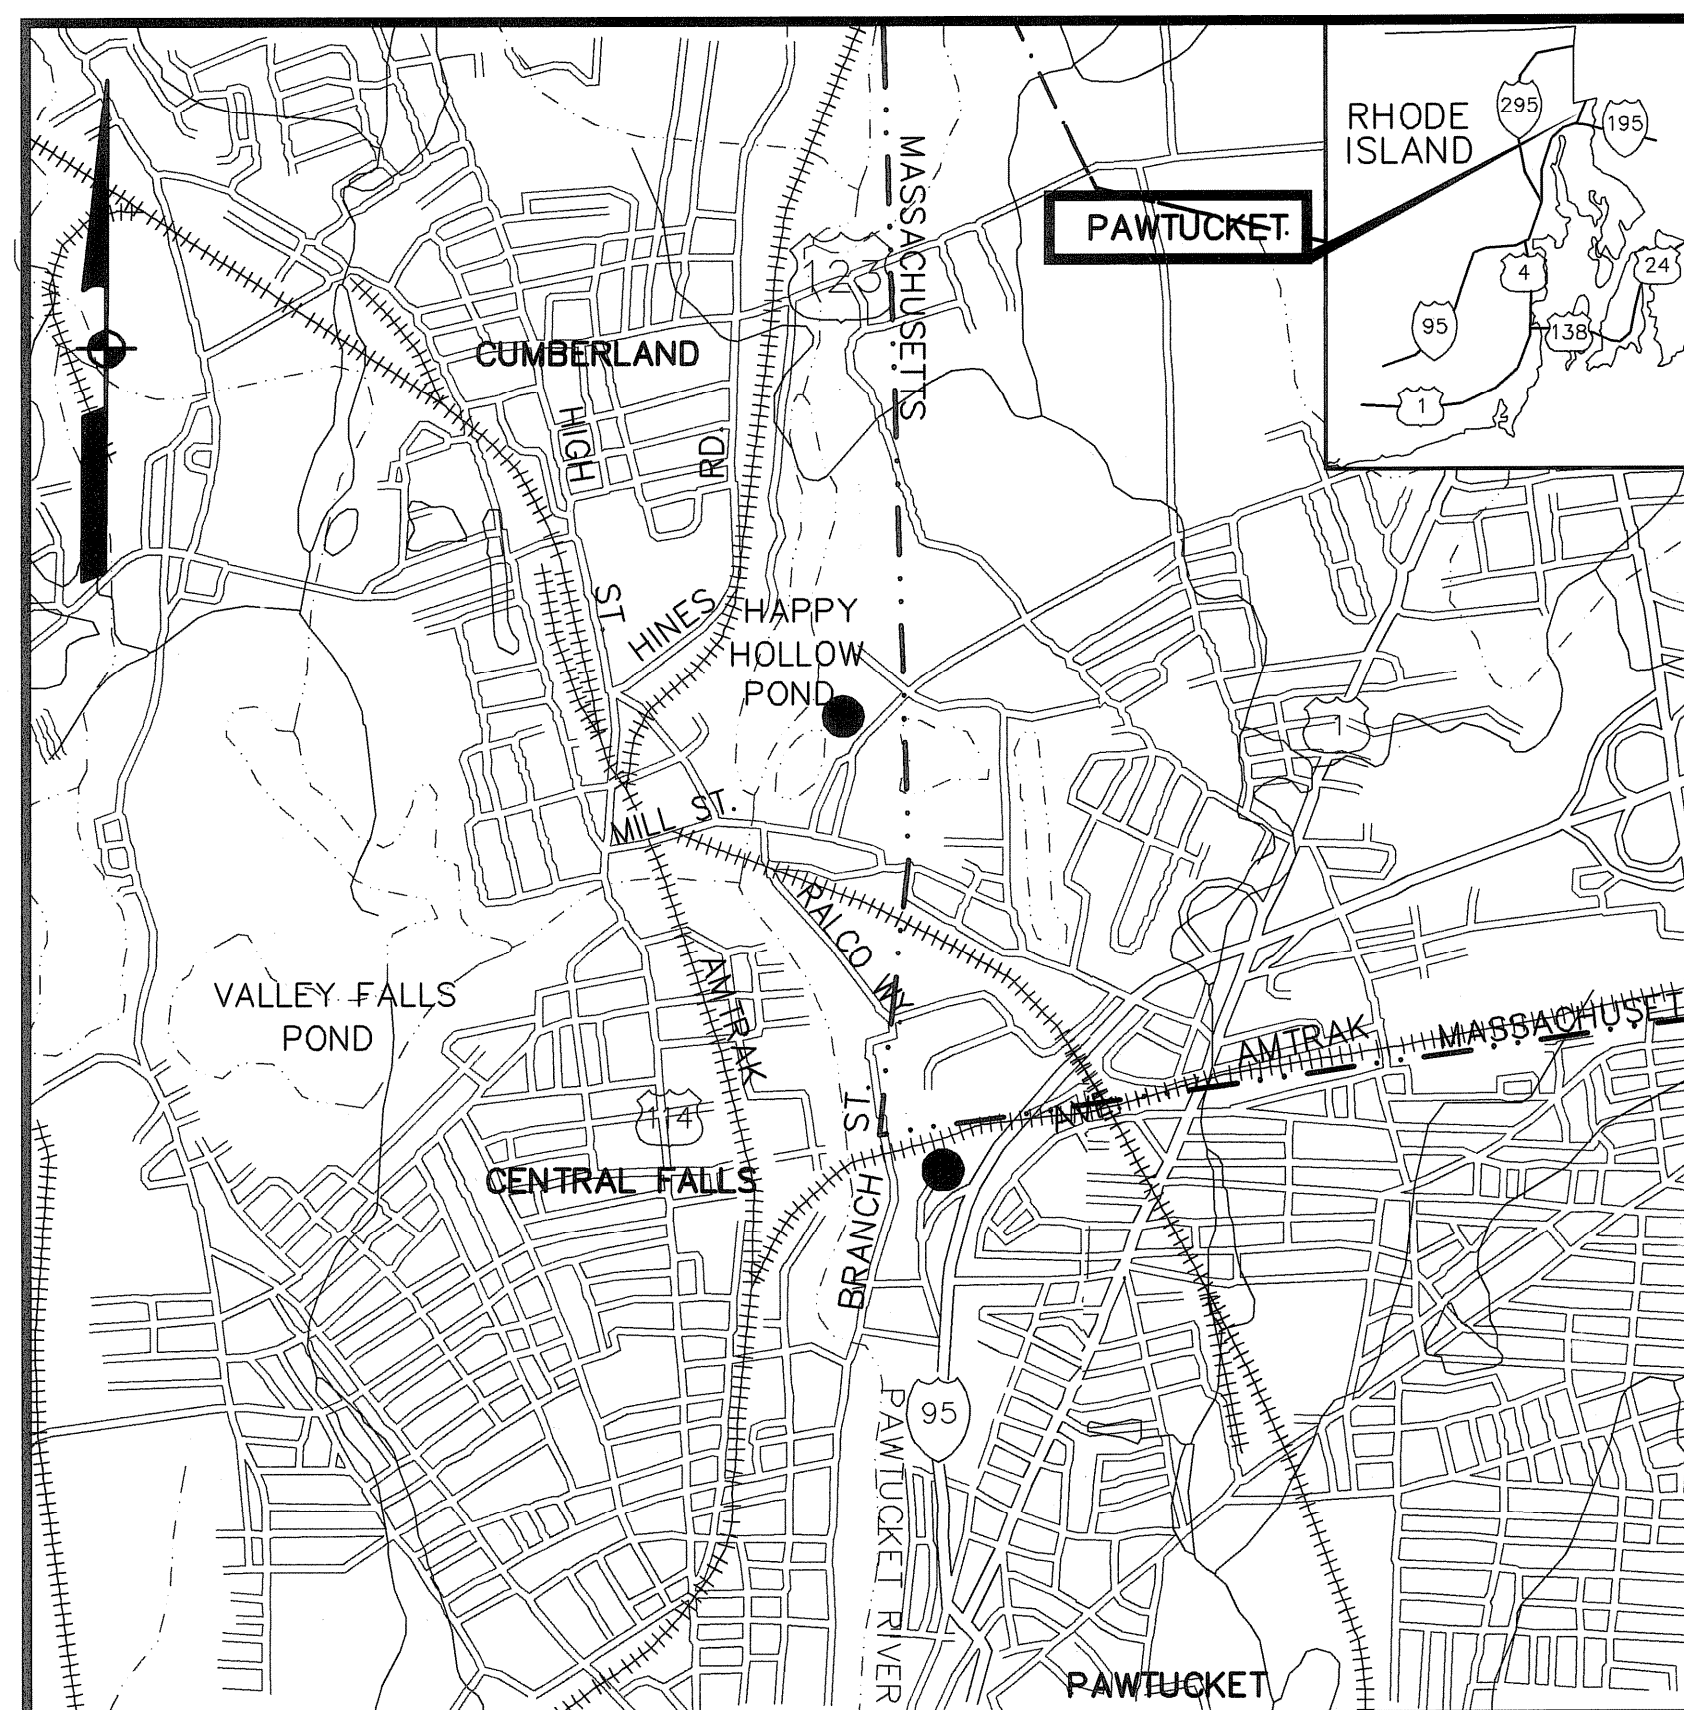 RHODE
ISLAND
295
195
MASSACHUSETTS
PAWTUCKET
123
4
24
95
138
1
CUMBERLAND
HIGH
ST.
HINES
RD.
HAPPY
HOLLOW
POND
1
MILL ST.
RALCO WY.
VALLEY FALLS
POND
AMTRAK
AMTRAK
114
BRANCH ST.
CENTRAL FALLS
95
PAWTUCKET RIVER
PAWTUCKET